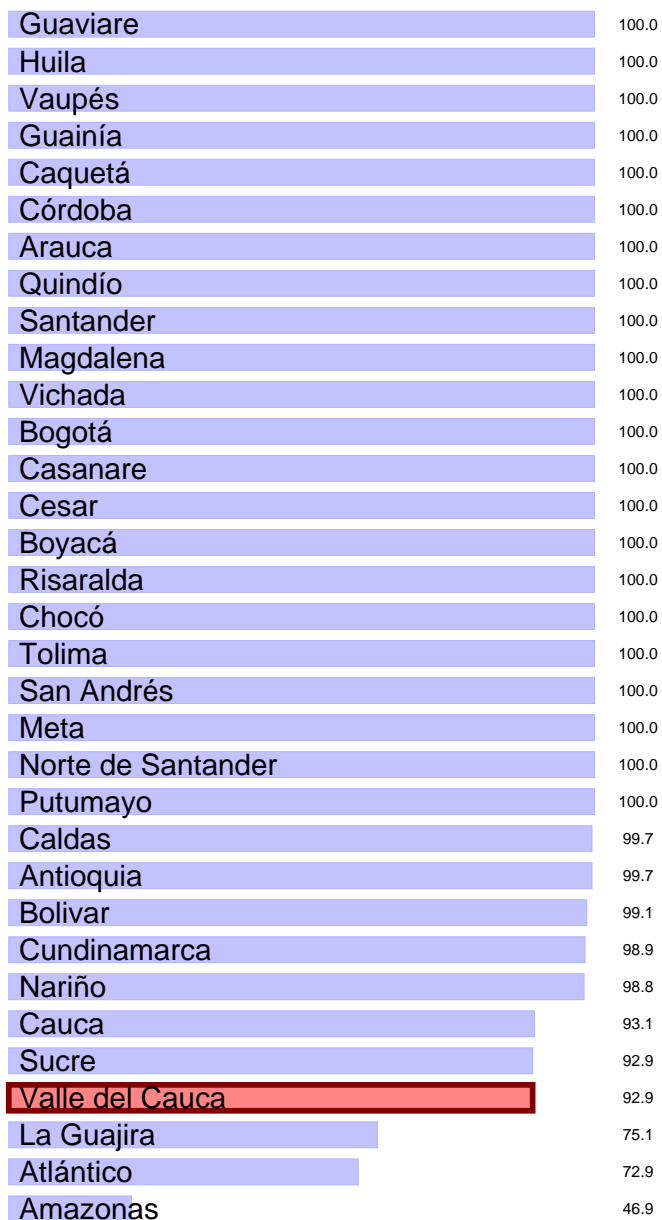 Guaviare 100.0
Huila 100.0
Vaupés 100.0
Guainía 100.0
Caquetá 100.0
Córdoba 100.0
Arauca 100.0
Quindío 100.0
Santander 100.0
Magdalena 100.0
Vichada 100.0
Bogotá 100.0
Casanare 100.0
Cesar 100.0
Boyacá 100.0
Risaralda 100.0
Chocó 100.0
Tolima 100.0
San Andrés 100.0
Meta 100.0
Norte de Santander 100.0
Putumayo 100.0
Caldas 99.7
Antioquia 99.7
Bolivar 99.1
Cundinamarca 98.9
Nariño 98.8
Cauca 93.1
Sucre 92.9
Valle del Cauca 92.9
La Guajira 75.1
Atlántico 72.9
Amazonas 46.9